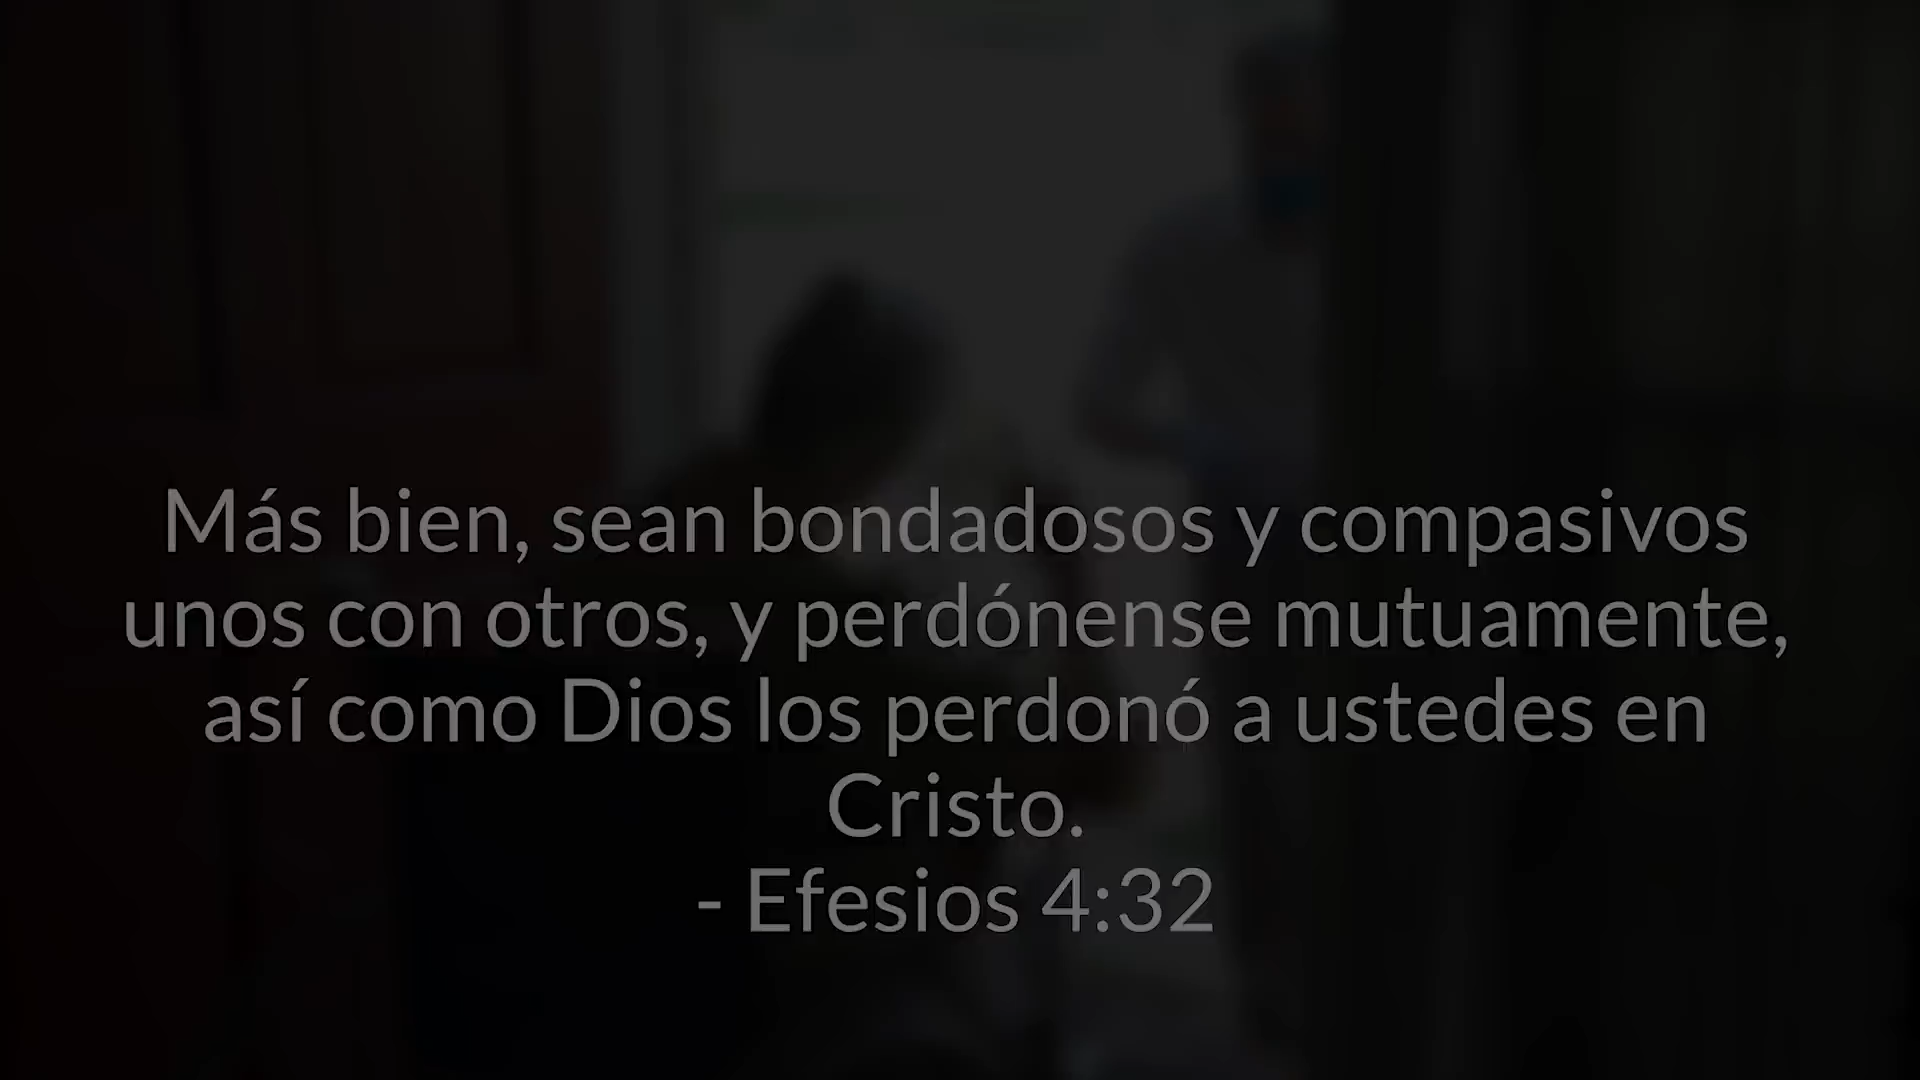 Más bien, sean bondadosos y compasivos
unos con otros, y perdónense mutuamente,
así como Dios los perdonó a ustedes en
Cristo.
- Efesios 4:32